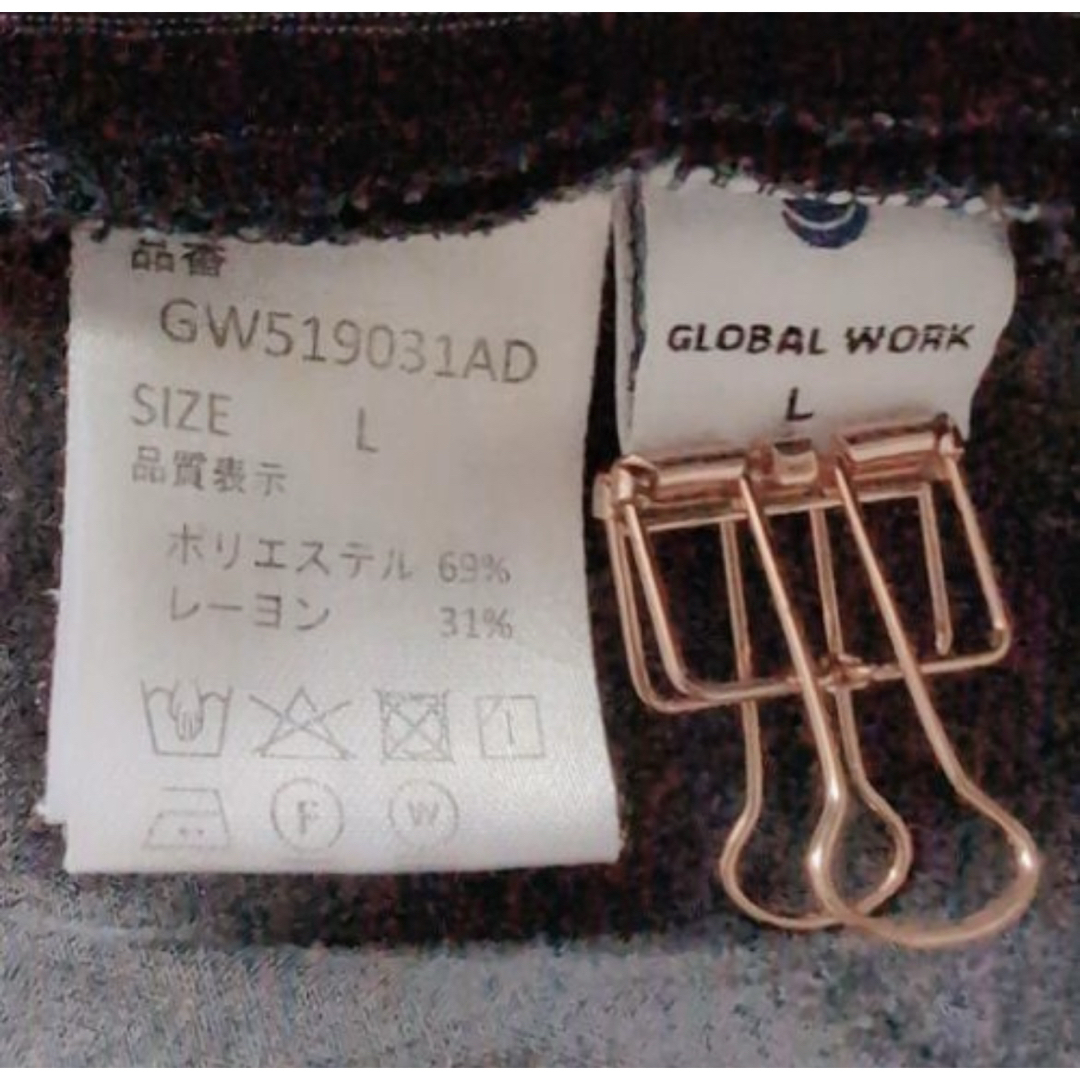 品番
GW519031AD
SIZE L
品質表示
ポリエステル 69%
レーヨン 31%
F W
GLOBAL WORK
L